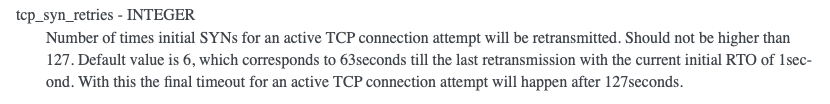 tcp_syn_retries - INTEGER
Number of times initial SYNs for an active TCP connection attempt will be retransmitted. Should not be higher than
127. Default value is 6, which corresponds to 63seconds till the last retransmission with the current initial RTO of 1sec-
ond. With this the final timeout for an active TCP connection attempt will happen after 127seconds.